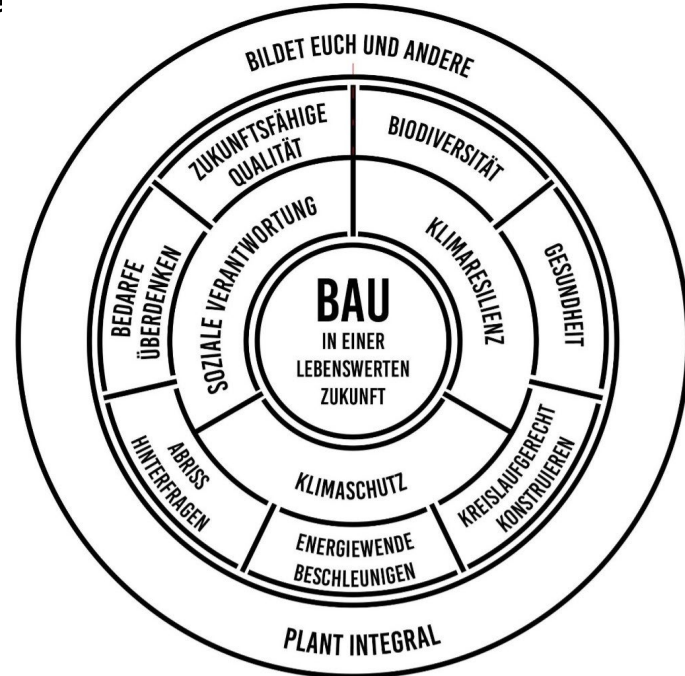 BILDET EUCH UND ANDERE
ZUKUNFTSFÄHIGE
QUALITÄT
BIODIVERSITÄT
BEDARFE
ÜBERDENKEN
SOZIALE VERANTWORTUNG
KLIMARESILIENZ
GESUNDHEIT
BAU
IN EINER
LEBENSWERTEN
ZUKUNFT
ABRISS
HINTERFRAGEN
KLIMASCHUTZ
KREISLAUFGERECHT
KONSTRUIEREN
ENERGIEWENDE
BESCHLEUNIGEN
PLANT INTEGRAL